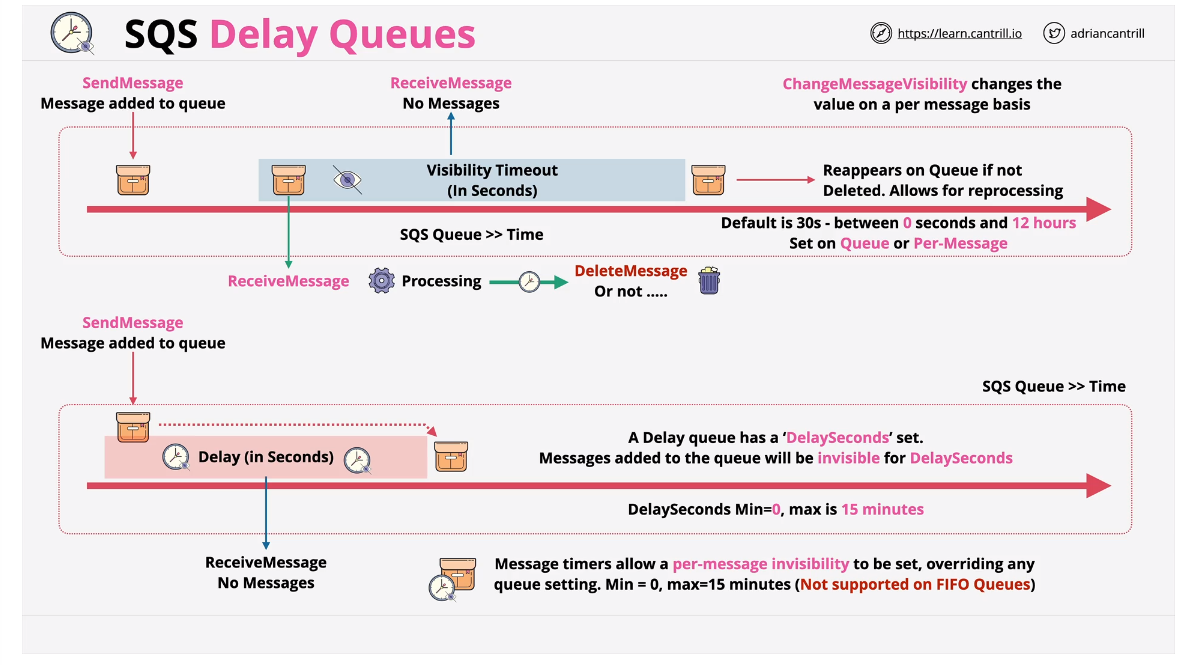 SQS Delay Queues
https://learn.cantrill.io
adriancantrill
SendMessage
Message added to queue
ReceiveMessage
No Messages
ChangeMessageVisibility changes the
value on a per message basis
Visibility Timeout
(In Seconds)
Reappears on Queue if not
Deleted. Allows for reprocessing
SQS Queue >> Time
Default is 30s - between 0 seconds and 12 hours
Set on Queue or Per-Message
ReceiveMessage
Processing
DeleteMessage
Or not .....
SendMessage
Message added to queue
SQS Queue >> Time
Delay (in Seconds)
A Delay queue has a ‘DelaySeconds’ set.
Messages added to the queue will be invisible for DelaySeconds
DelaySeconds Min=0, max is 15 minutes
ReceiveMessage
No Messages
Message timers allow a per-message invisibility to be set, overriding any
queue setting. Min = 0, max=15 minutes (Not supported on FIFO Queues)